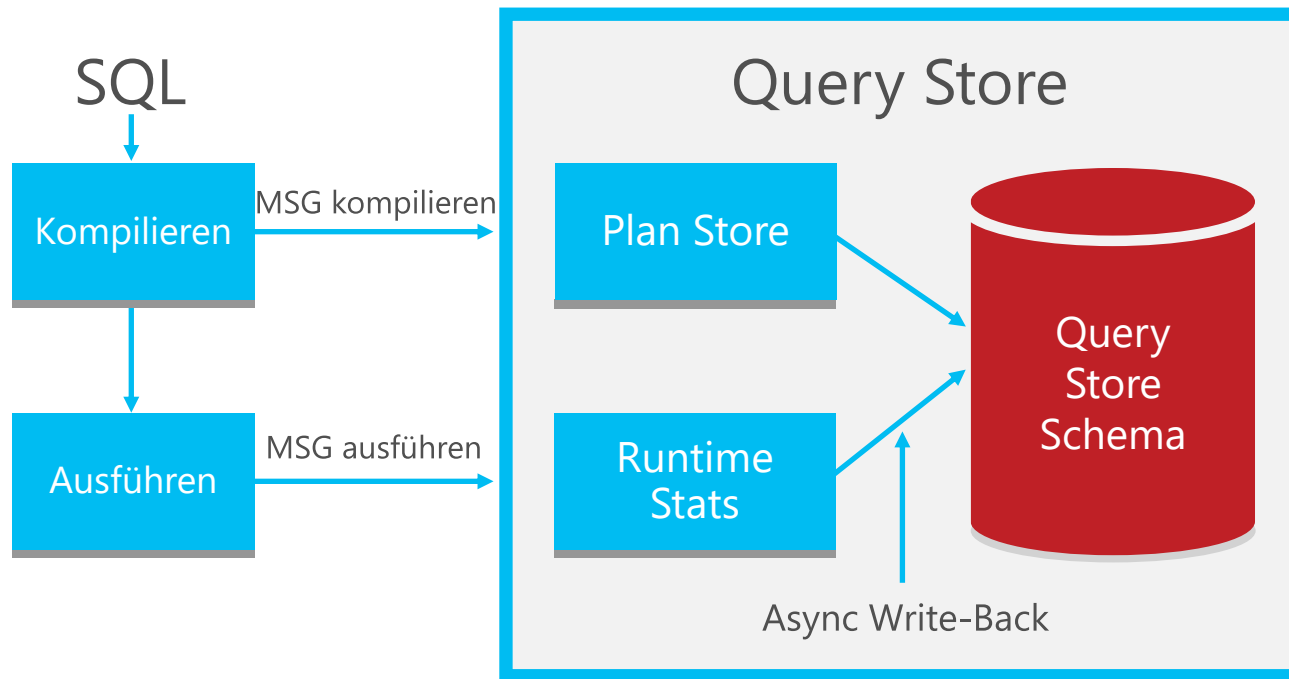 SQL
Query Store
Kompilieren
MSG kompilieren
Plan Store
Query
Store
Schema
Ausführen
MSG ausführen
Runtime
Stats
Async Write-Back